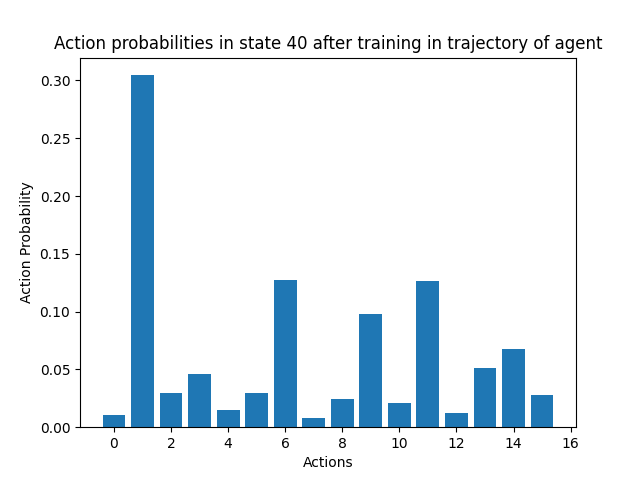 Action probabilities in state 40 after training in trajectory of agent
0.30
0.25
0.20
0.15
0.10
0.05
0.00
Action Probability
0 2 4 6 8 10 12 14 16
Actions